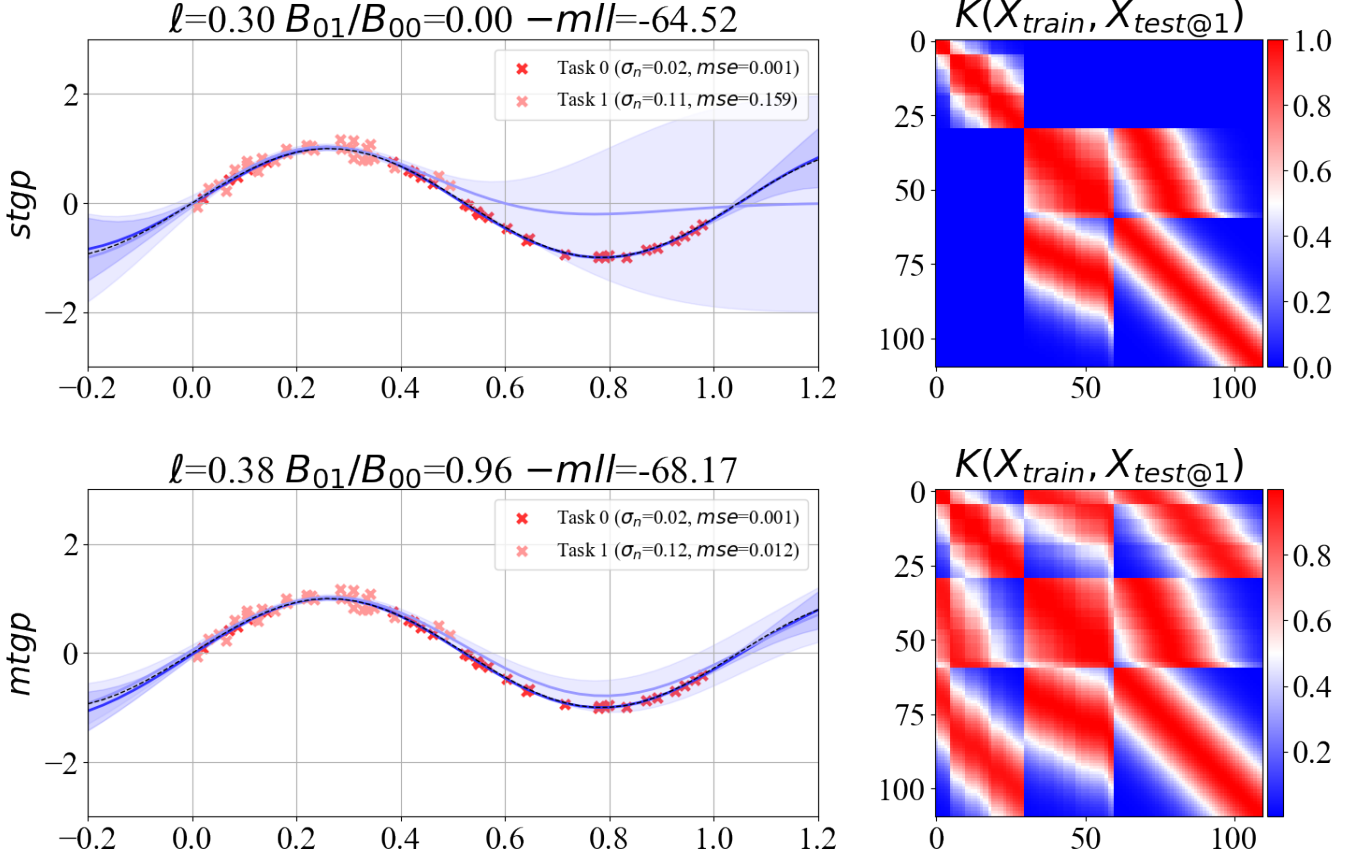 ℓ=0.30 B₀₁/B₀₀=0.00 −mll=-64.52
K(X_train, X_test@1)
Task 0 (σₙ=0.02, mse=0.001)
Task 1 (σₙ=0.11, mse=0.159)
stgp
2
0
−2
−0.2 0.0 0.2 0.4 0.6 0.8 1.0 1.2
0
25
50
75
100
0 50 100
1.0
0.8
0.6
0.4
0.2
0.0
ℓ=0.38 B₀₁/B₀₀=0.96 −mll=-68.17
K(X_train, X_test@1)
Task 0 (σₙ=0.02, mse=0.001)
Task 1 (σₙ=0.12, mse=0.012)
mtgp
2
0
−2
−0.2 0.0 0.2 0.4 0.6 0.8 1.0 1.2
0
25
50
75
100
0 50 100
0.8
0.6
0.4
0.2